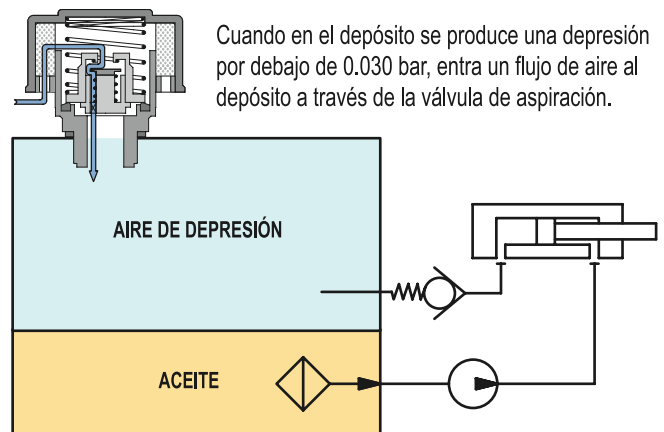 Cuando en el depósito se produce una depresión
por debajo de 0.030 bar, entra un flujo de aire al
depósito a través de la válvula de aspiración.
AIRE DE DEPRESIÓN
ACEITE